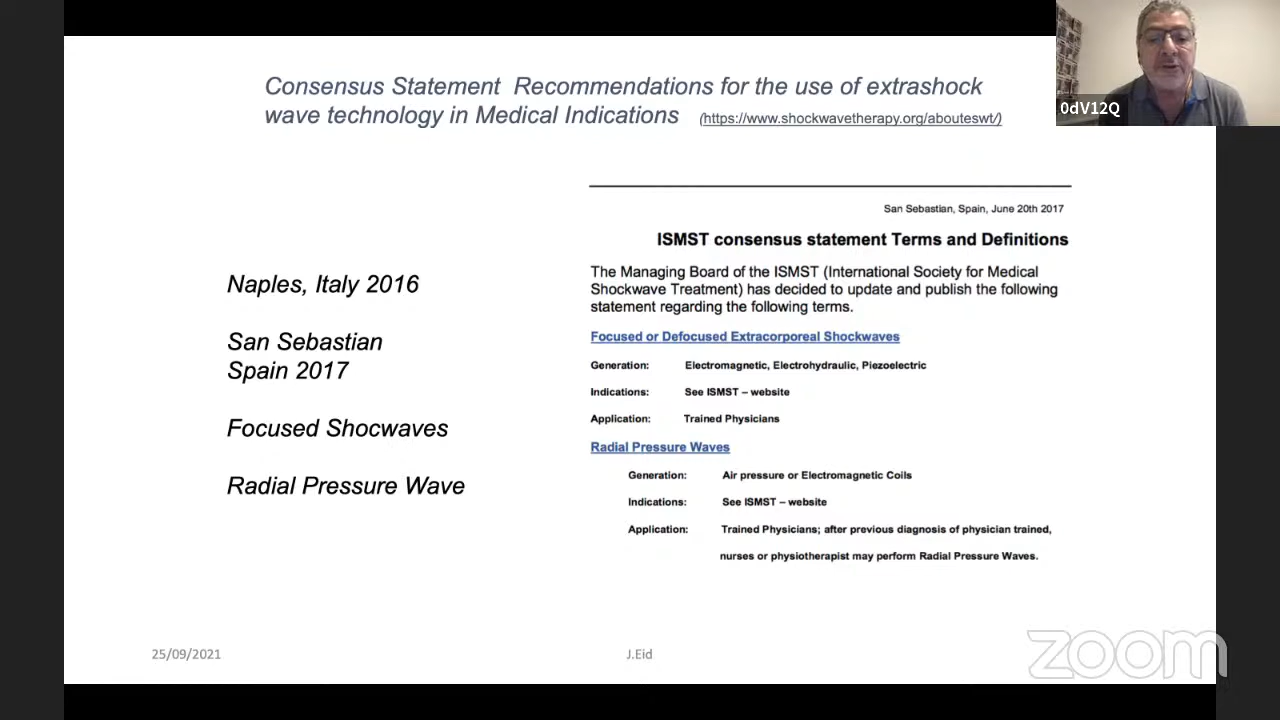 Consensus Statement Recommendations for the use of extrashock
wave technology in Medical Indications (https://www.shockwavetherapy.org/abouteswt/)
0dV12Q
Naples, Italy 2016
San Sebastian
Spain 2017
Focused Shocwaves
Radial Pressure Wave
San Sebastian, Spain, June 20th 2017
ISMST consensus statement Terms and Definitions
The Managing Board of the ISMST (International Society for Medical
Shockwave Treatment) has decided to update and publish the following
statement regarding the following terms.
Focused or Defocused Extracorporeal Shockwaves
Generation: Electromagnetic, Electrohydraulic, Piezoelectric
Indications: See ISMST – website
Application: Trained Physicians
Radial Pressure Waves
Generation: Air pressure or Electromagnetic Coils
Indications: See ISMST – website
Application: Trained Physicians; after previous diagnosis of physician trained,
nurses or physiotherapist may perform Radial Pressure Waves.
25/09/2021
J.Eid
zoom